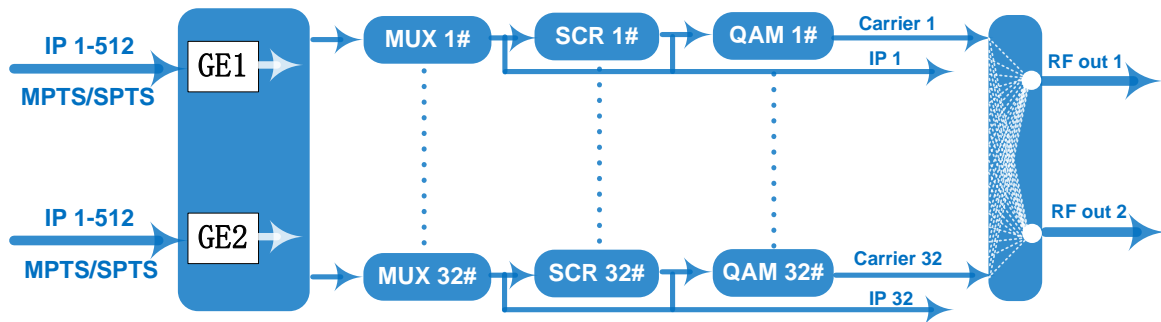 IP 1-512
GE1
MPTS/SPTS
MUX 1#
SCR 1#
QAM 1#
Carrier 1
IP 1
RF out 1
IP 1-512
GE2
MPTS/SPTS
MUX 32#
SCR 32#
QAM 32#
Carrier 32
IP 32
RF out 2